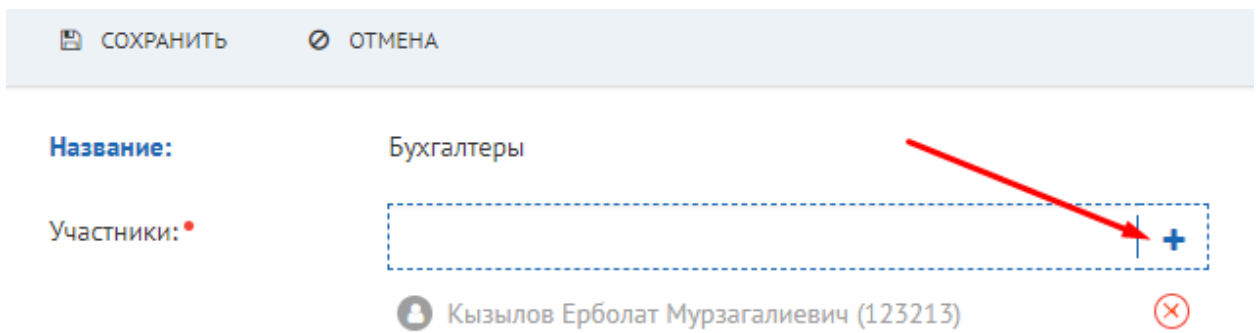 СОХРАНИТЬ ОТМЕНА
Название: Бухгалтеры
Участники:
Кызылов Ерболат Мурзагалиевич (123213)